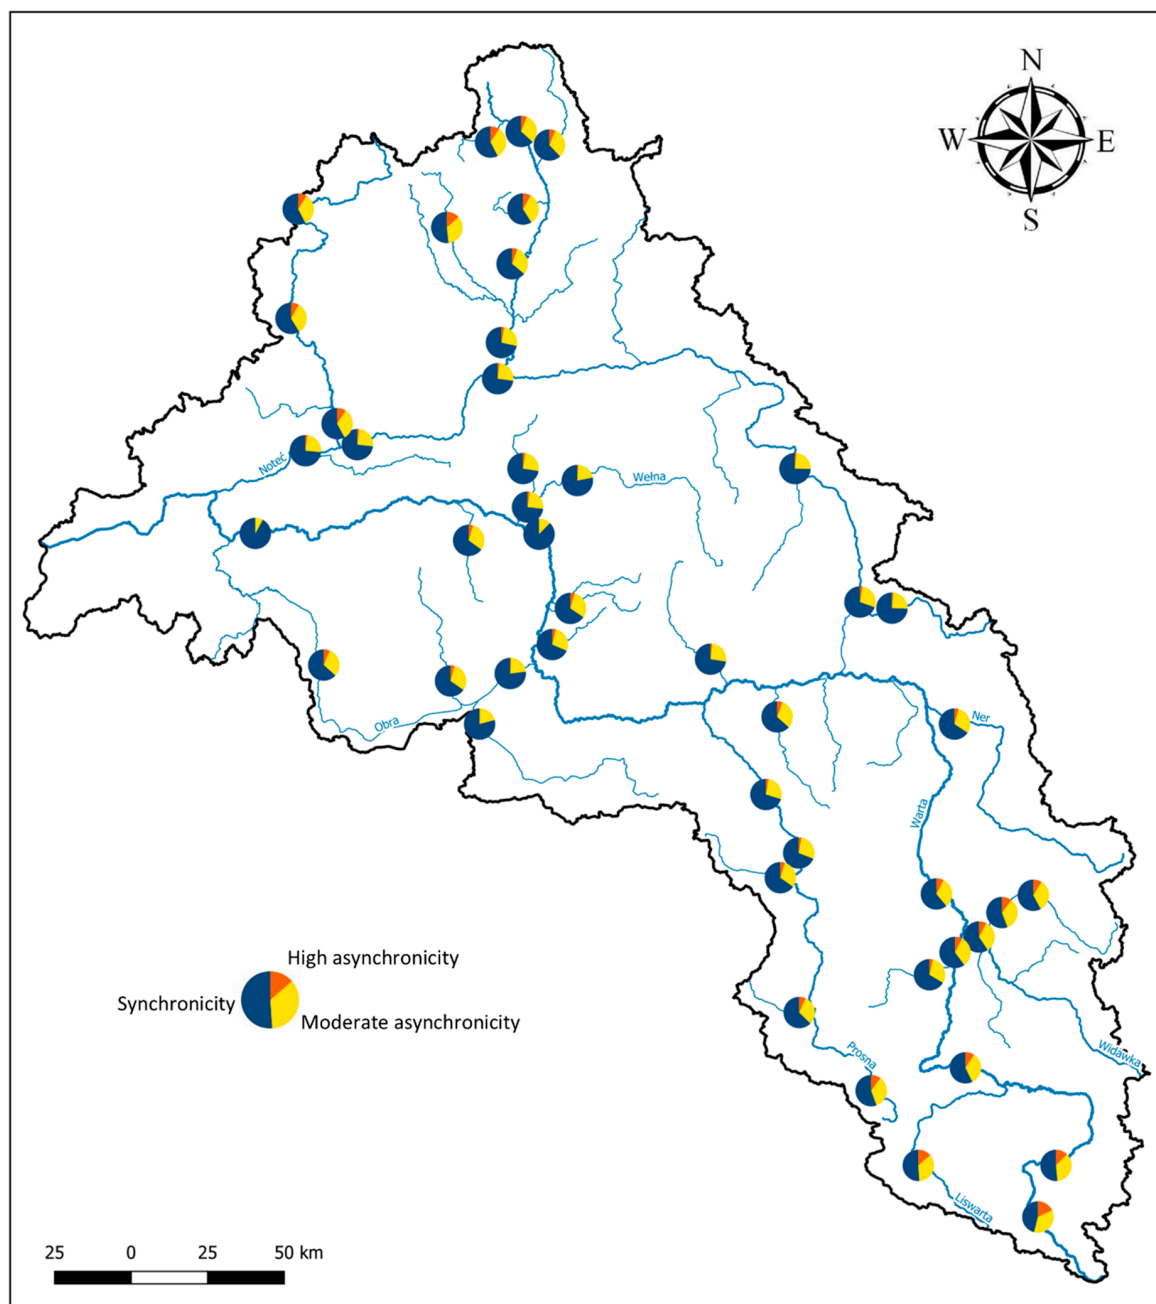 N
W
E
S
Noteć
Wełna
Obra
Ner
Warta
High asynchronicity
Synchronicity
Moderate asynchronicity
Prosna
Widawka
Liswarta
25
0
25
50 km